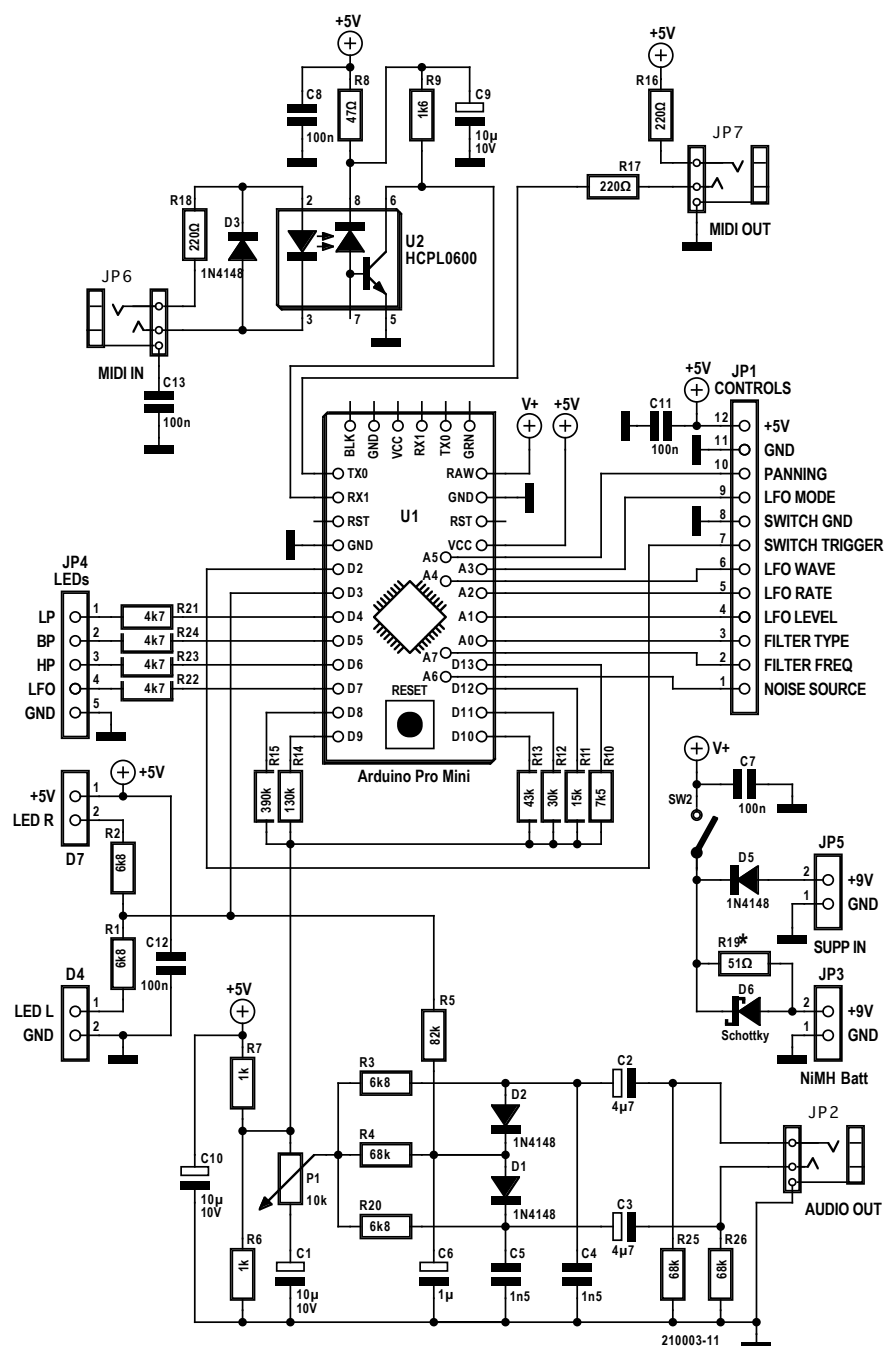 +5V
+5V
C8
100n
R8
47Ω
R9
1k6
C9
10µ
10V
R16
220Ω
JP7
R17
220Ω
MIDI OUT
R18
220Ω
D3
1N4148
2
8
6
U2
HCPL0600
3
7
5
JP6
MIDI IN
C13
100n
V+
+5V
+5V
JP1
CONTROLS
C11
100n
BLK
GND
VCC
RX1
TX0
GRN
TX0
RX1
RST
GND
D2
D3
D4
D5
D6
D7
D8
D9
U1
RAW
GND
RST
VCC
A5
A3
A4
A2
A1
A0
A7
D13
A6
D12
D11
D10
RESET
Arduino Pro Mini
12 +5V
11 GND
10 PANNING
9 LFO MODE
8 SWITCH GND
7 SWITCH TRIGGER
6 LFO WAVE
5 LFO RATE
4 LFO LEVEL
3 FILTER TYPE
2 FILTER FREQ
1 NOISE SOURCE
JP4
LEDs
LP 1 4k7 R21
BP 2 4k7 R24
HP 3 4k7 R23
LFO 4 4k7 R22
GND 5
R15
390k
R14
130k
R13
43k
R12
30k
R11
15k
R10
7k5
+5V
+5V 1
LED R 2
D7
R2
6k8
R1
6k8
C12
100n
D4
LED L 1
GND 2
V+
C7
100n
SW2
D5
1N4148
JP5
2 +9V
1 GND
SUPP IN
R19*
51Ω
D6
Schottky
JP3
2 +9V
1 GND
NiMH Batt
+5V
R7
1k
R5
82k
R3
6k8
R4
68k
R20
6k8
D2
1N4148
D1
1N4148
C2
4µ7
C3
4µ7
JP2
AUDIO OUT
C10
10µ
10V
P1
10k
R6
1k
C1
10µ
10V
C6
1µ
C5
1n5
C4
1n5
R25
68k
R26
68k
210003-11